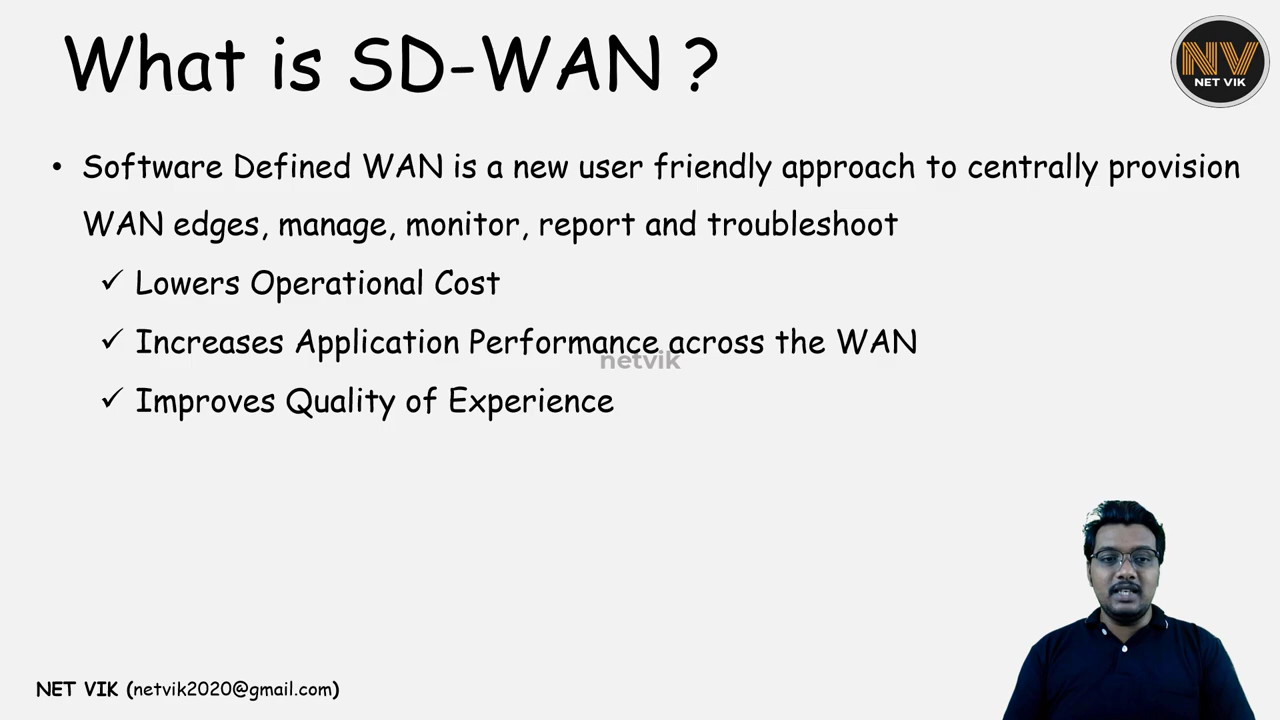 What is SD-WAN ?
NV
NET VIK
• Software Defined WAN is a new user friendly approach to centrally provision
WAN edges, manage, monitor, report and troubleshoot
✓ Lowers Operational Cost
✓ Increases Application Performance across the WAN
netvik
✓ Improves Quality of Experience
NET VIK (netvik2020@gmail.com)